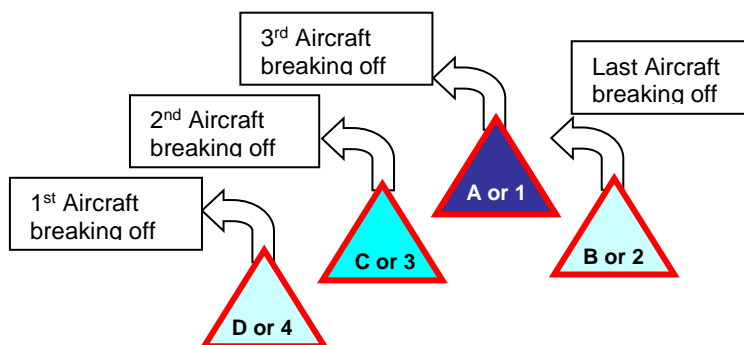 3rd Aircraft
breaking off
Last Aircraft
breaking off
2nd Aircraft
breaking off
1st Aircraft
breaking off
A or 1
B or 2
C or 3
D or 4